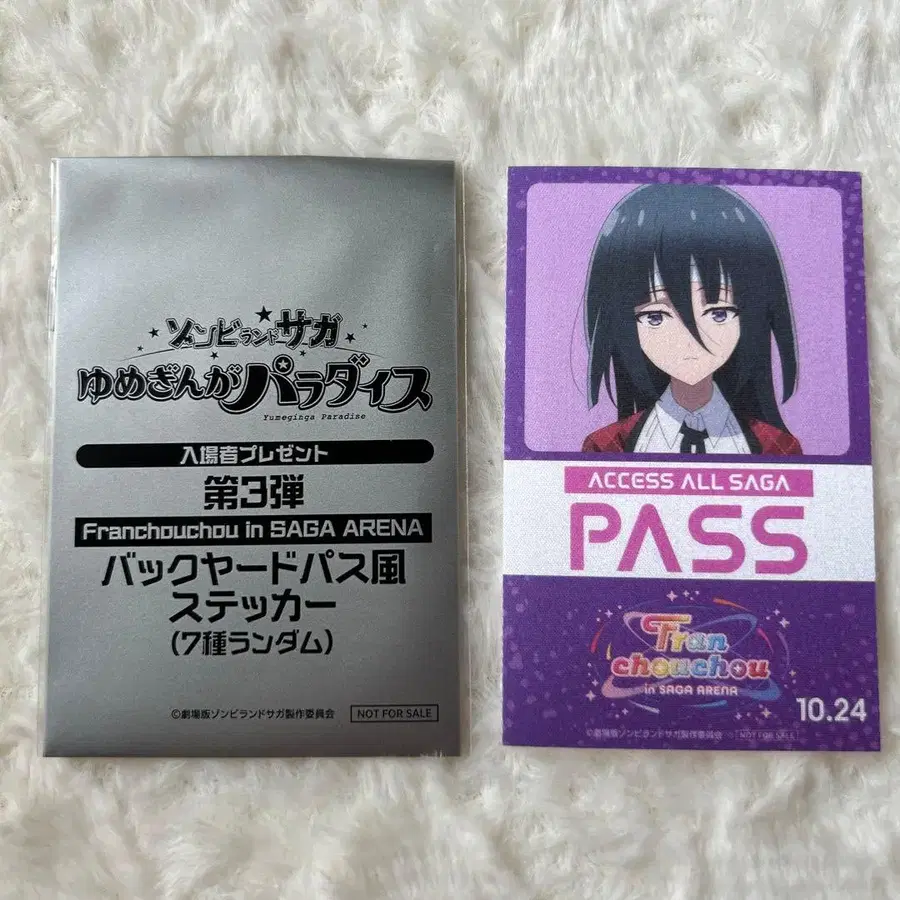 ゾンビランドサガ
ゆめぎんがパラダイス
Yumeginga Paradise
入場者プレゼント
第3弾
Franchouchou in SAGA ARENA
バックヤードパス風
ステッカー
(7種ランダム)
©劇場版ゾンビランドサガ製作委員会 NOT FOR SALE
ACCESS ALL SAGA
PASS
Fran
chouchou
in SAGA ARENA
10.24
©劇場版ゾンビランドサガ製作委員会 NOT FOR SALE